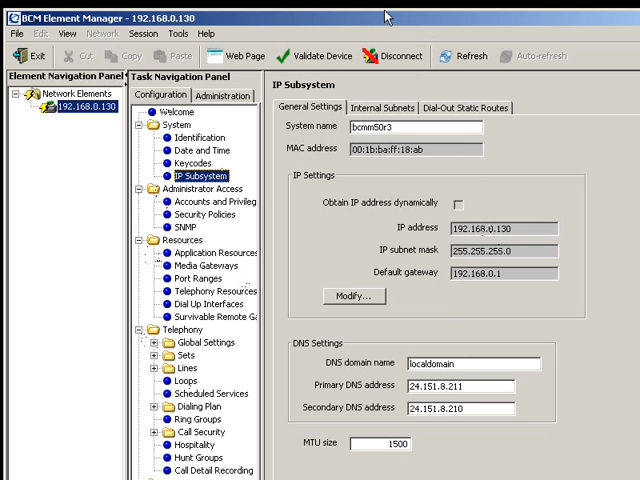 BCM Element Manager - 192.168.0.130
File Edit View Network Session Tools Help
Exit Cut Copy Paste Web Page Validate Device Disconnect Refresh Auto-refresh
Element Navigation Panel
Network Elements
192.168.0.130
Task Navigation Panel
Configuration Administration
Welcome
System
Identification
Date and Time
Keycodes
IP Subsystem
Administrator Access
Accounts and Privileg
Security Policies
SNMP
Resources
Application Resources
Media Gateways
Port Ranges
Telephony Resources
Dial Up Interfaces
Survivable Remote Ga
Telephony
Global Settings
Sets
Lines
Loops
Scheduled Services
Dialing Plan
Ring Groups
Call Security
Hospitality
Hunt Groups
Call Detail Recording
IP Subsystem
General Settings Internal Subnets Dial-Out Static Routes
System name bcmm50r3
MAC address 00:1b:ba:ff:18:ab
IP Settings
Obtain IP address dynamically
IP address 192.168.0.130
IP subnet mask 255.255.255.0
Default gateway 192.168.0.1
Modify...
DNS Settings
DNS domain name localdomain
Primary DNS address 24.151.8.211
Secondary DNS address 24.151.8.210
MTU size 1500